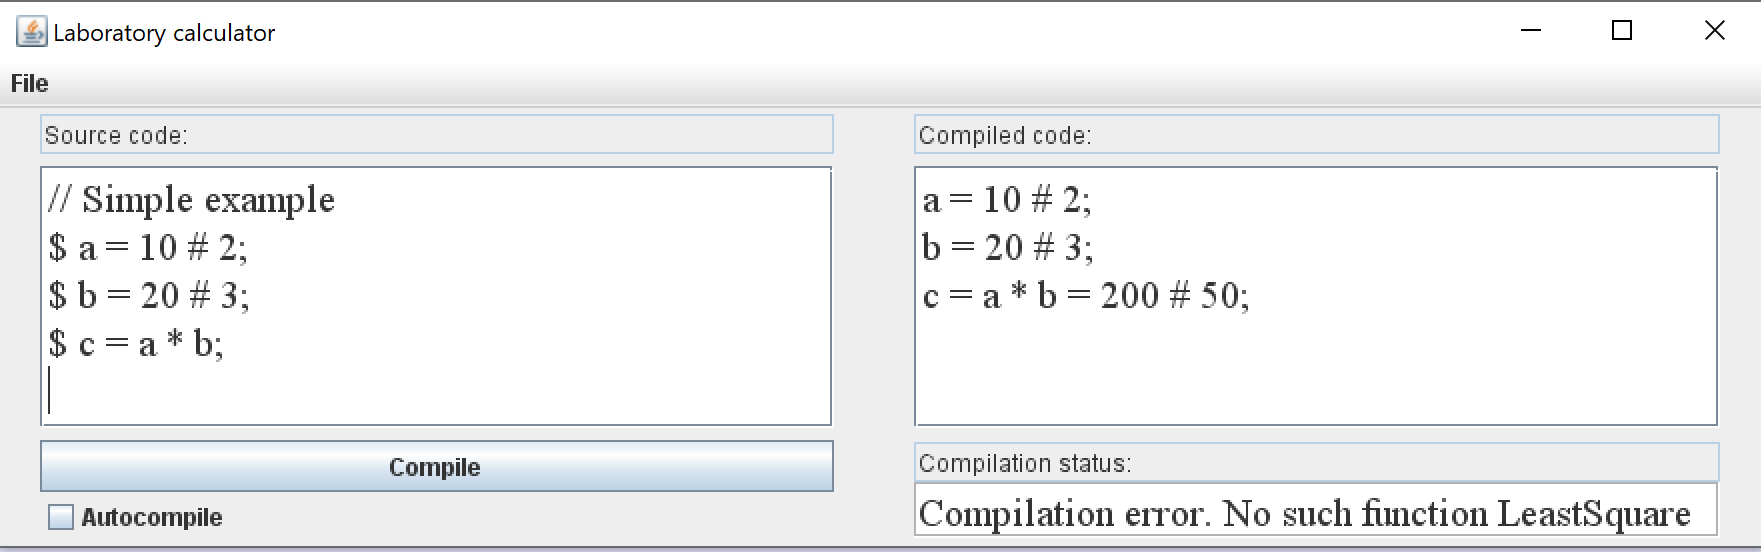 Laboratory calculator
File
Source code:
// Simple example
$ a = 10 # 2;
$ b = 20 # 3;
$ c = a * b;
Compile
Autocompile
Compiled code:
a = 10 # 2;
b = 20 # 3;
c = a * b = 200 # 50;
Compilation status:
Compilation error. No such function LeastSquare